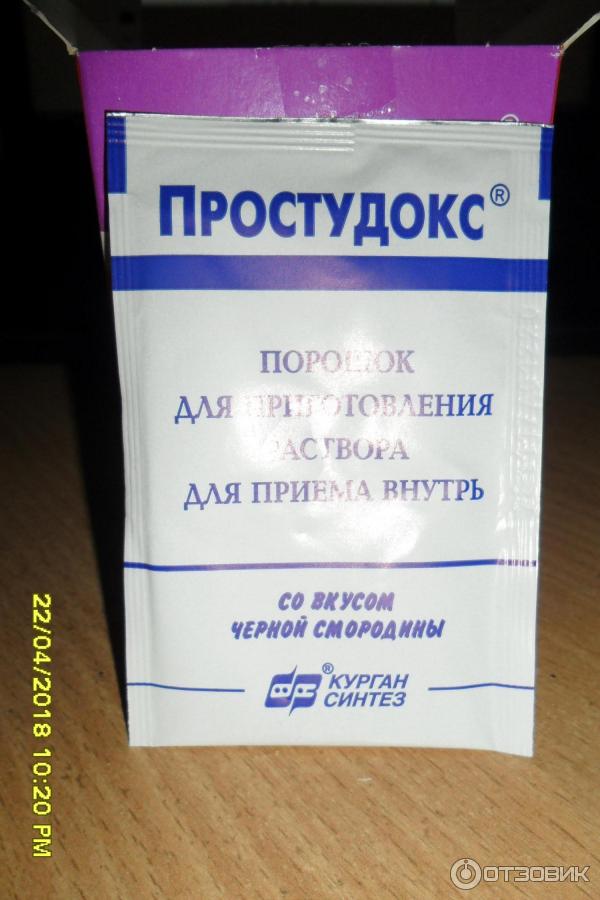 ПРОСТУДОКС®
ПОРОШОК
ДЛЯ ПРИГОТОВЛЕНИЯ
РАСТВОРА
ДЛЯ ПРИЕМА ВНУТРЬ
СО ВКУСОМ
ЧЕРНОЙ СМОРОДИНЫ
® КУРГАН
СИНТЕЗ
22/04/2018 10:20 PM
ОТЗОВИК